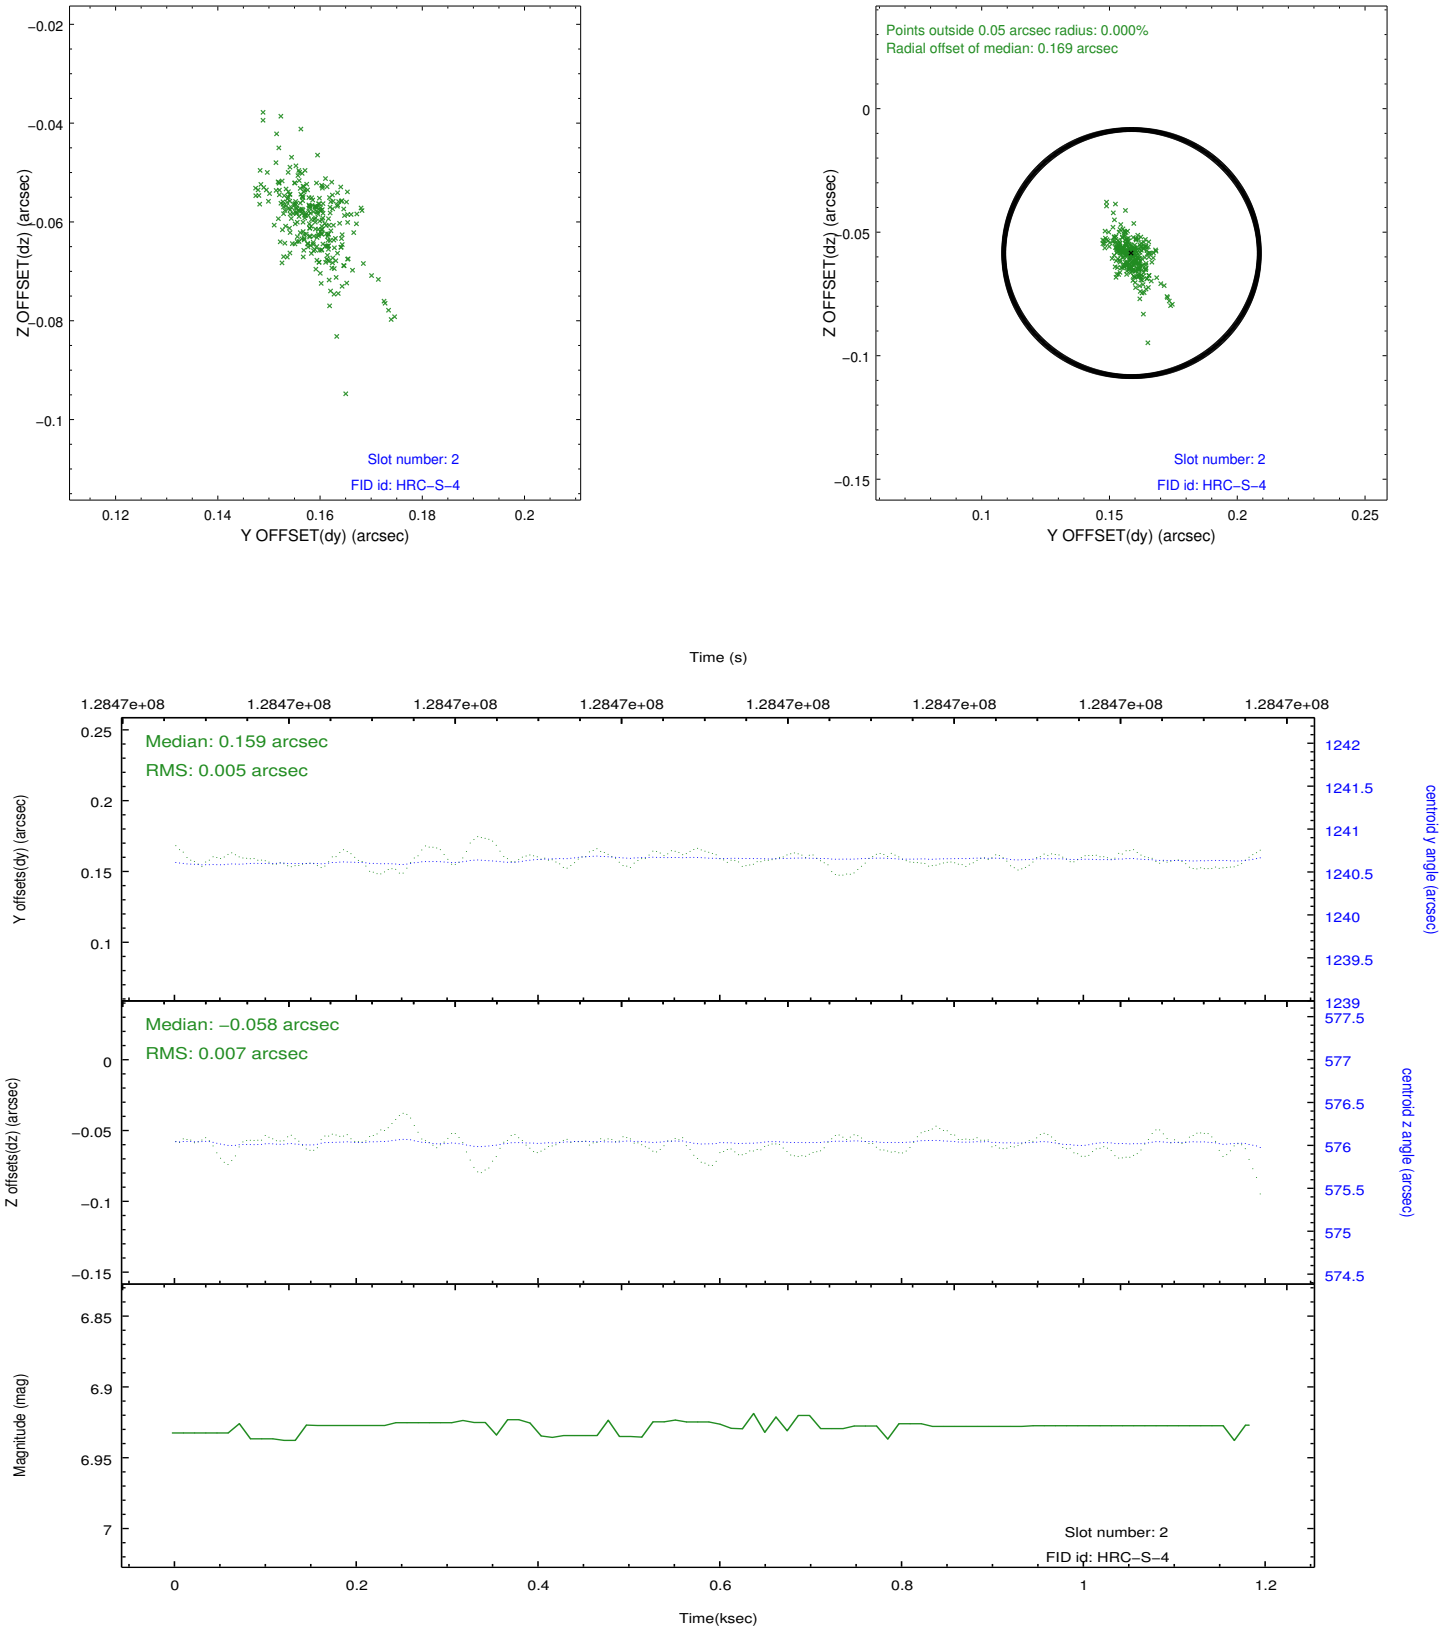 −0.02
−0.04
−0.06
−0.08
−0.1
Z OFFSET(dz) (arcsec)
Slot number: 2
FID id: HRC−S−4
0.12 0.14 0.16 0.18 0.2
Y OFFSET(dy) (arcsec)
Points outside 0.05 arcsec radius: 0.000%
Radial offset of median: 0.169 arcsec
0
−0.05
−0.1
−0.15
Z OFFSET(dz) (arcsec)
Slot number: 2
FID id: HRC−S−4
0.1 0.15 0.2 0.25
Y OFFSET(dy) (arcsec)
Time (s)
1.2847e+08 1.2847e+08 1.2847e+08 1.2847e+08 1.2847e+08 1.2847e+08 1.2847e+08 1.2847e+08
Median: 0.159 arcsec
RMS: 0.005 arcsec
0.25
0.2
0.15
0.1
Y offsets(dy) (arcsec)
1242
1241.5
1241
1240.5
1240
1239.5
1239
centroid y angle (arcsec)
Median: −0.058 arcsec
RMS: 0.007 arcsec
0
−0.05
−0.1
−0.15
Z offsets(dz) (arcsec)
577.5
577
576.5
576
575.5
575
574.5
centroid z angle (arcsec)
6.85
6.9
6.95
7
Magnitude (mag)
Slot number: 2
FID id: HRC−S−4
0 0.2 0.4 0.6 0.8 1 1.2
Time(ksec)